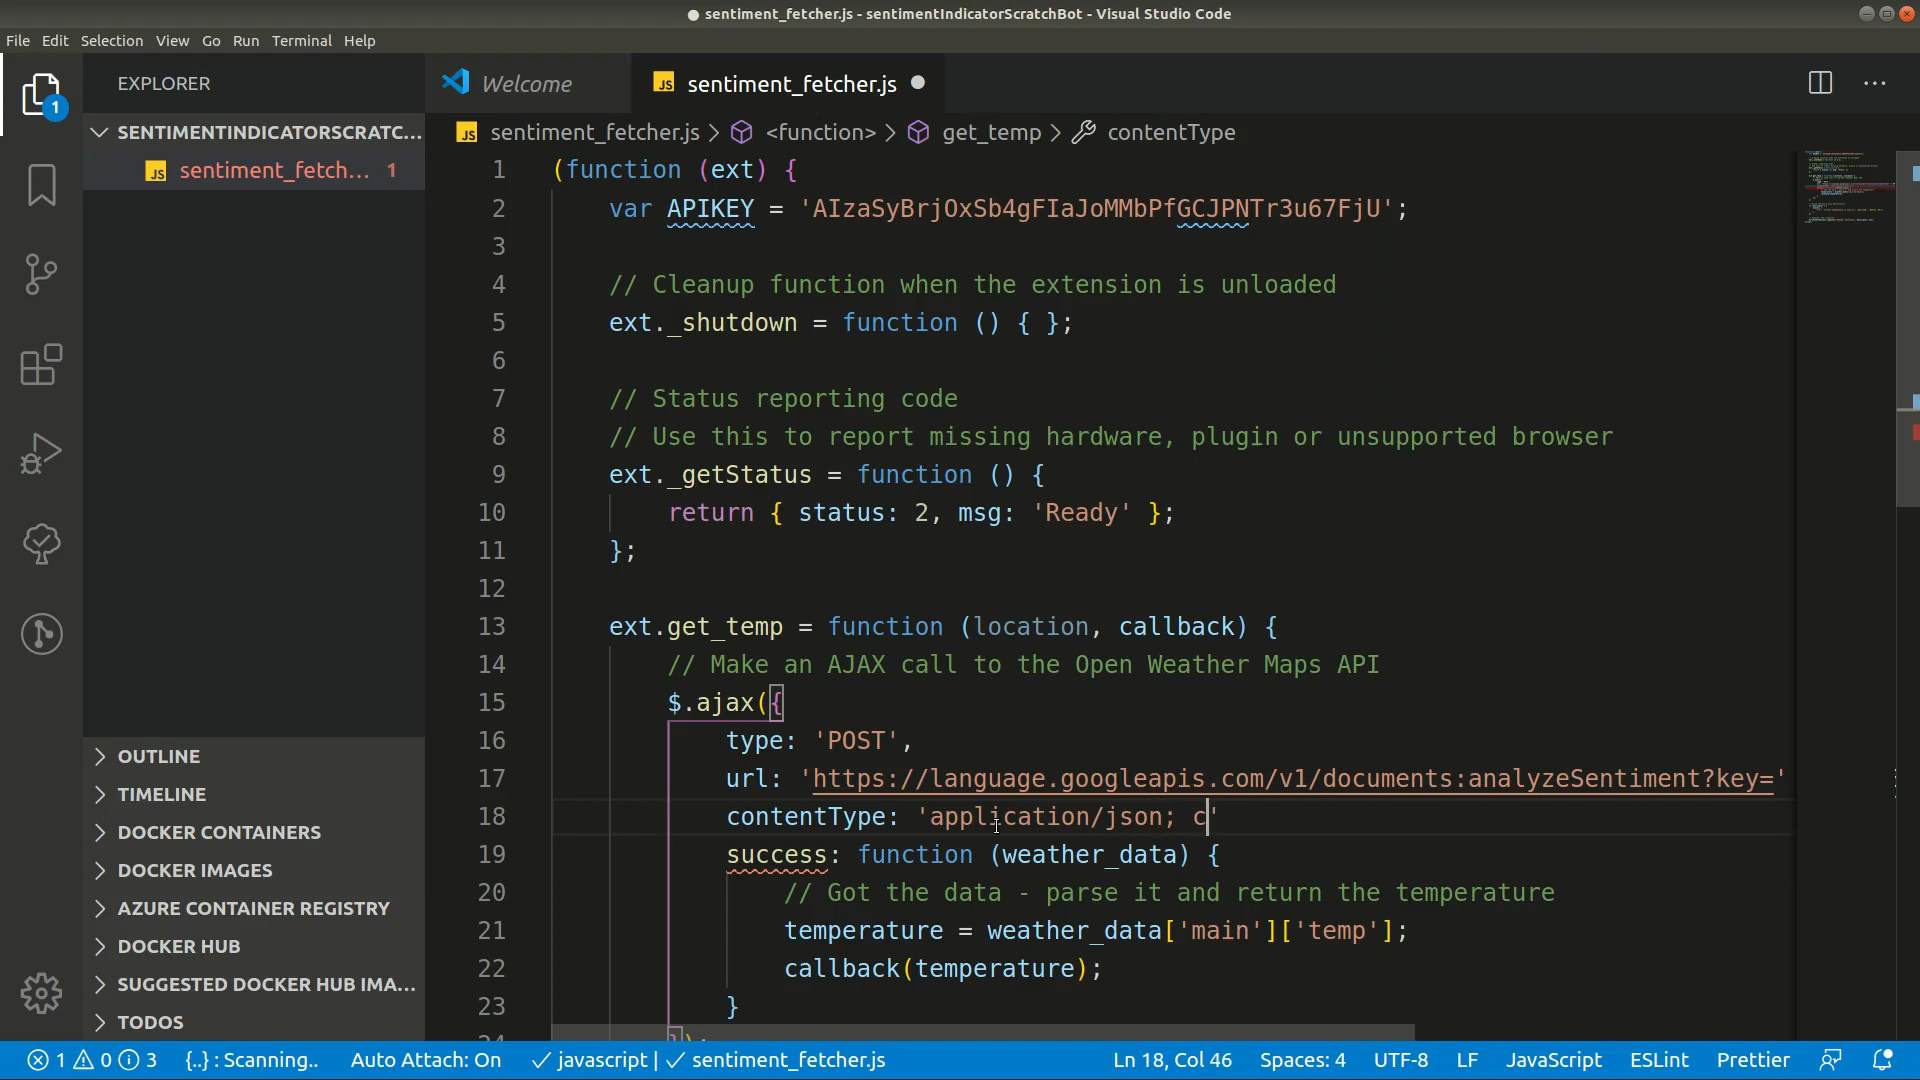 sentiment_fetcher.js - sentimentIndicatorScratchBot - Visual Studio Code
File Edit Selection View Go Run Terminal Help
EXPLORER
1
SENTIMENTINDICATORSCRATC...
JS sentiment_fetch... 1
OUTLINE
TIMELINE
DOCKER CONTAINERS
DOCKER IMAGES
AZURE CONTAINER REGISTRY
DOCKER HUB
SUGGESTED DOCKER HUB IMA...
TODOS
Welcome JS sentiment_fetcher.js
JS sentiment_fetcher.js > <function> > get_temp > contentType
1 (function (ext) {
2 var APIKEY = 'AIzaSyBrjOxSb4gFIaJoMMbPfGCJPNTr3u67FjU';
3
4 // Cleanup function when the extension is unloaded
5 ext._shutdown = function () { };
6
7 // Status reporting code
8 // Use this to report missing hardware, plugin or unsupported browser
9 ext._getStatus = function () {
10 return { status: 2, msg: 'Ready' };
11 };
12
13 ext.get_temp = function (location, callback) {
14 // Make an AJAX call to the Open Weather Maps API
15 $.ajax({
16 type: 'POST',
17 url: 'https://language.googleapis.com/v1/documents:analyzeSentiment?key='
18 contentType: 'application/json; c'
19 success: function (weather_data) {
20 // Got the data - parse it and return the temperature
21 temperature = weather_data['main']['temp'];
22 callback(temperature);
23 }
24 });
1 0 3 {..} : Scanning.. Auto Attach: On javascript | sentiment_fetcher.js Ln 18, Col 46 Spaces: 4 UTF-8 LF JavaScript ESLint Prettier